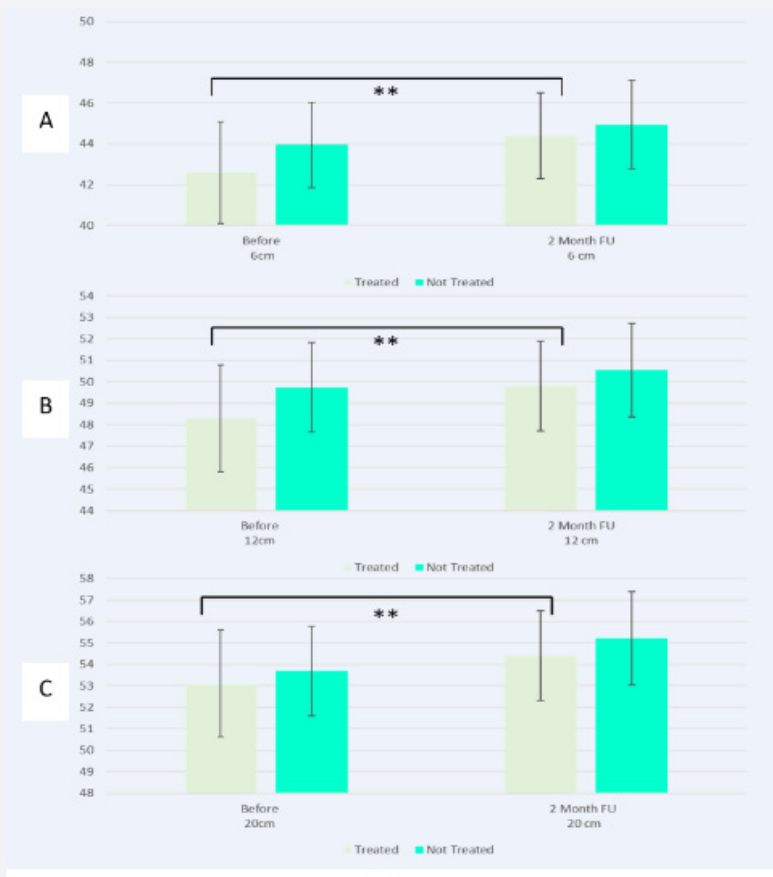 50
48
46
44
42
40
A
**
Before
6cm
2 Month FU
6 cm
Treated Not Treated
54
53
52
51
50
49
48
47
46
45
44
B
**
Before
12cm
2 Month FU
12 cm
Treated Not Treated
58
57
56
55
54
53
52
51
50
49
48
C
**
Before
20cm
2 Month FU
20 cm
Treated Not Treated